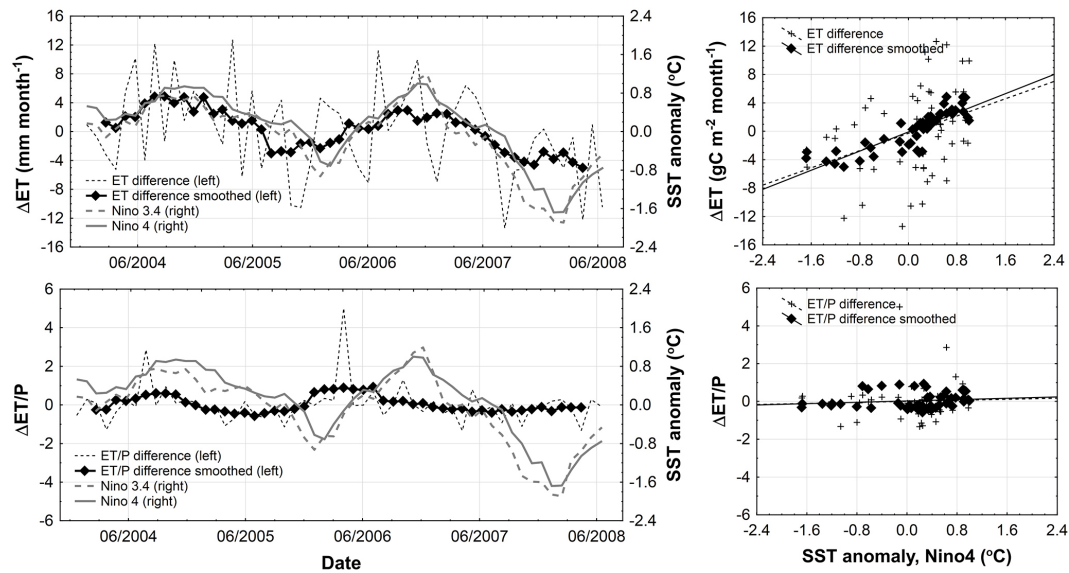 16
12
8
4
0
-4
-8
-12
-16
ΔET (mm month⁻¹)
2.4
1.6
0.8
0.0
-0.8
-1.6
-2.4
SST anomaly (°C)
ET difference (left)
ET difference smoothed (left)
Nino 3.4 (right)
Nino 4 (right)
06/2004 06/2005 06/2006 06/2007 06/2008
16
12
8
4
0
-4
-8
-12
-16
ΔET (gC m⁻² month⁻¹)
ET difference
ET difference smoothed
-2.4 -1.6 -0.8 0.0 0.8 1.6 2.4
6
4
2
0
-2
-4
-6
ΔET/P
2.4
1.6
0.8
0.0
-0.8
-1.6
-2.4
SST anomaly (°C)
ET/P difference (left)
ET/P difference smoothed (left)
Nino 3.4 (right)
Nino 4 (right)
06/2004 06/2005 06/2006 06/2007 06/2008
Date
6
4
2
0
-2
-4
-6
ΔET/P
ET/P difference
ET/P difference smoothed
-2.4 -1.6 -0.8 0.0 0.8 1.6 2.4
SST anomaly, Nino4 (°C)